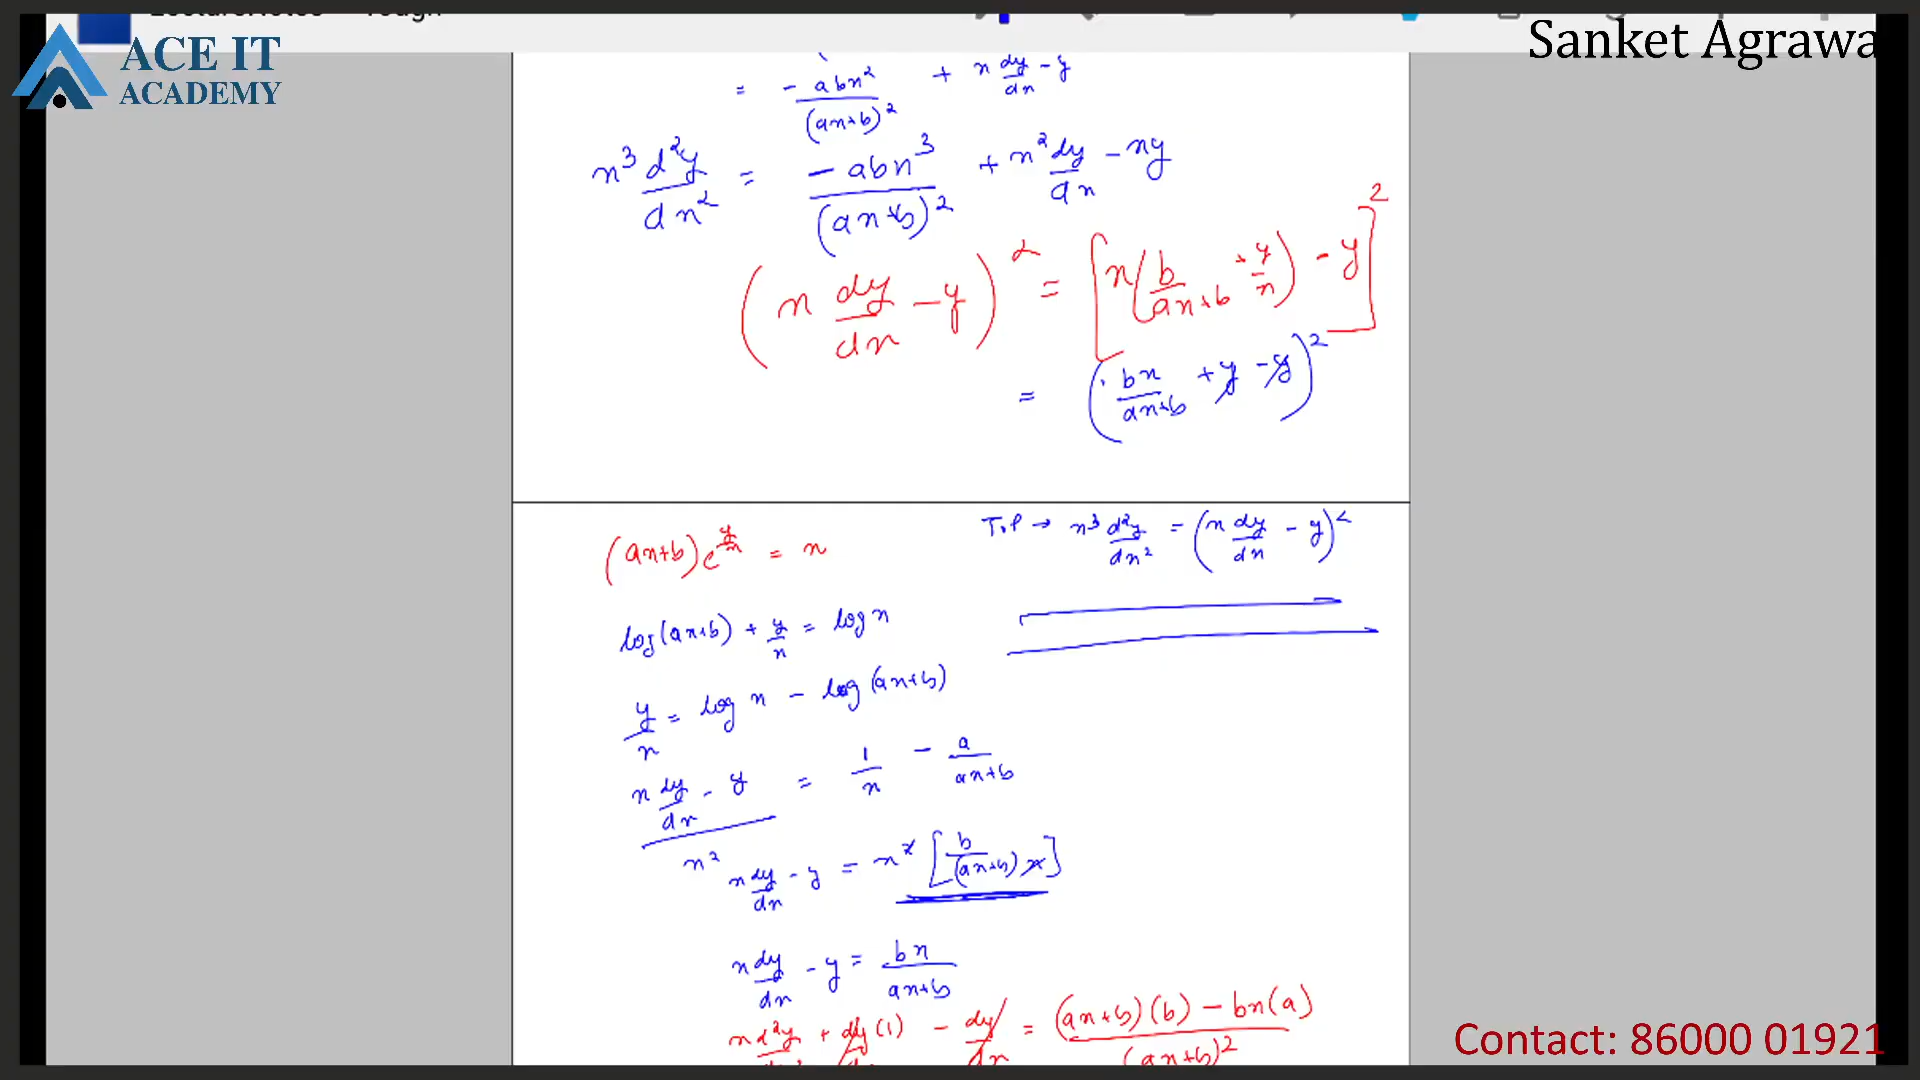 ACE IT
ACADEMY
Sanket Agrawa
= - abx² / (ax+b)² + x dy/dx - y
x³ d²y/dx² = -abx³ / (ax+b)² + x² dy/dx - xy
(x dy/dx - y)² = [x(b/(ax+b) + y/x) - y]²
= (bx/(ax+b) + y - y)²
(ax+b)e^(y/x) = x
T.P → x³ d²y/dx² = (x dy/dx - y)²
log(ax+b) + y/x = log x
y/x = log x - log(ax+b)
(x dy/dx - y) / x² = 1/x - a/(ax+b)
x dy/dx - y = x² [b/((ax+b)x)]
x dy/dx - y = bx/(ax+b)
x d²y/dx² + dy/dx (1) - dy/dx = ((ax+b)(b) - bx(a)) / (ax+b)²
Contact: 86000 01921